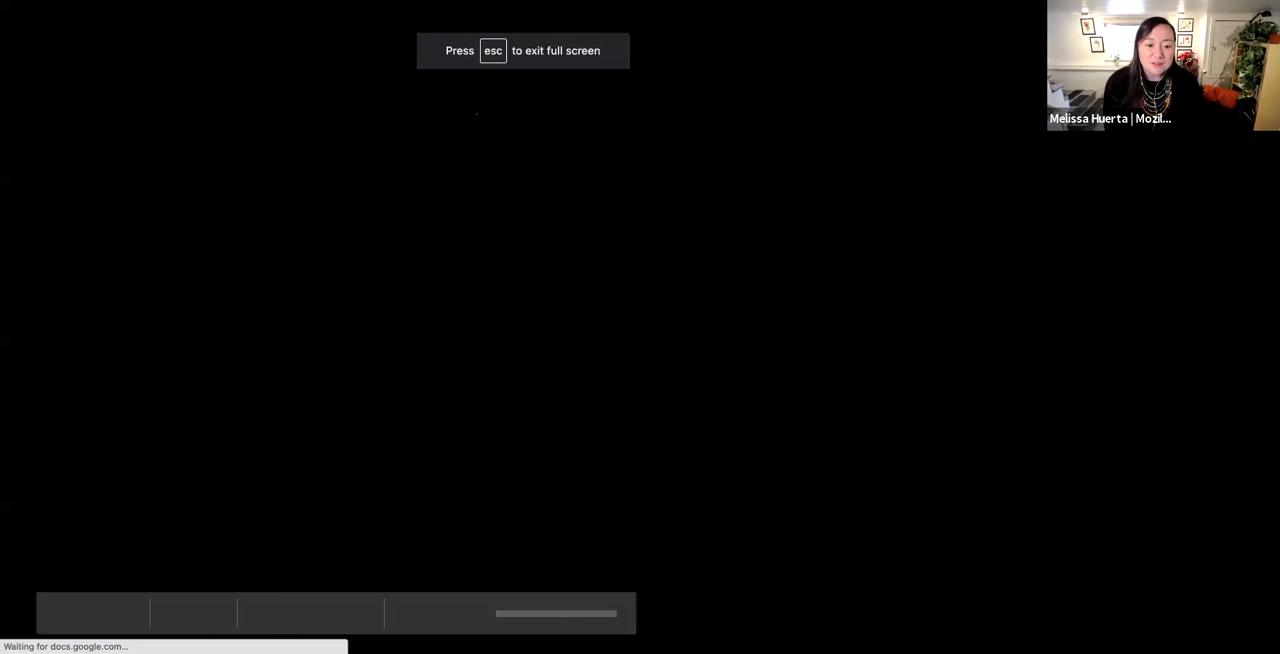 Press esc to exit full screen
Melissa Huerta | Mozil...
Waiting for docs.google.com...